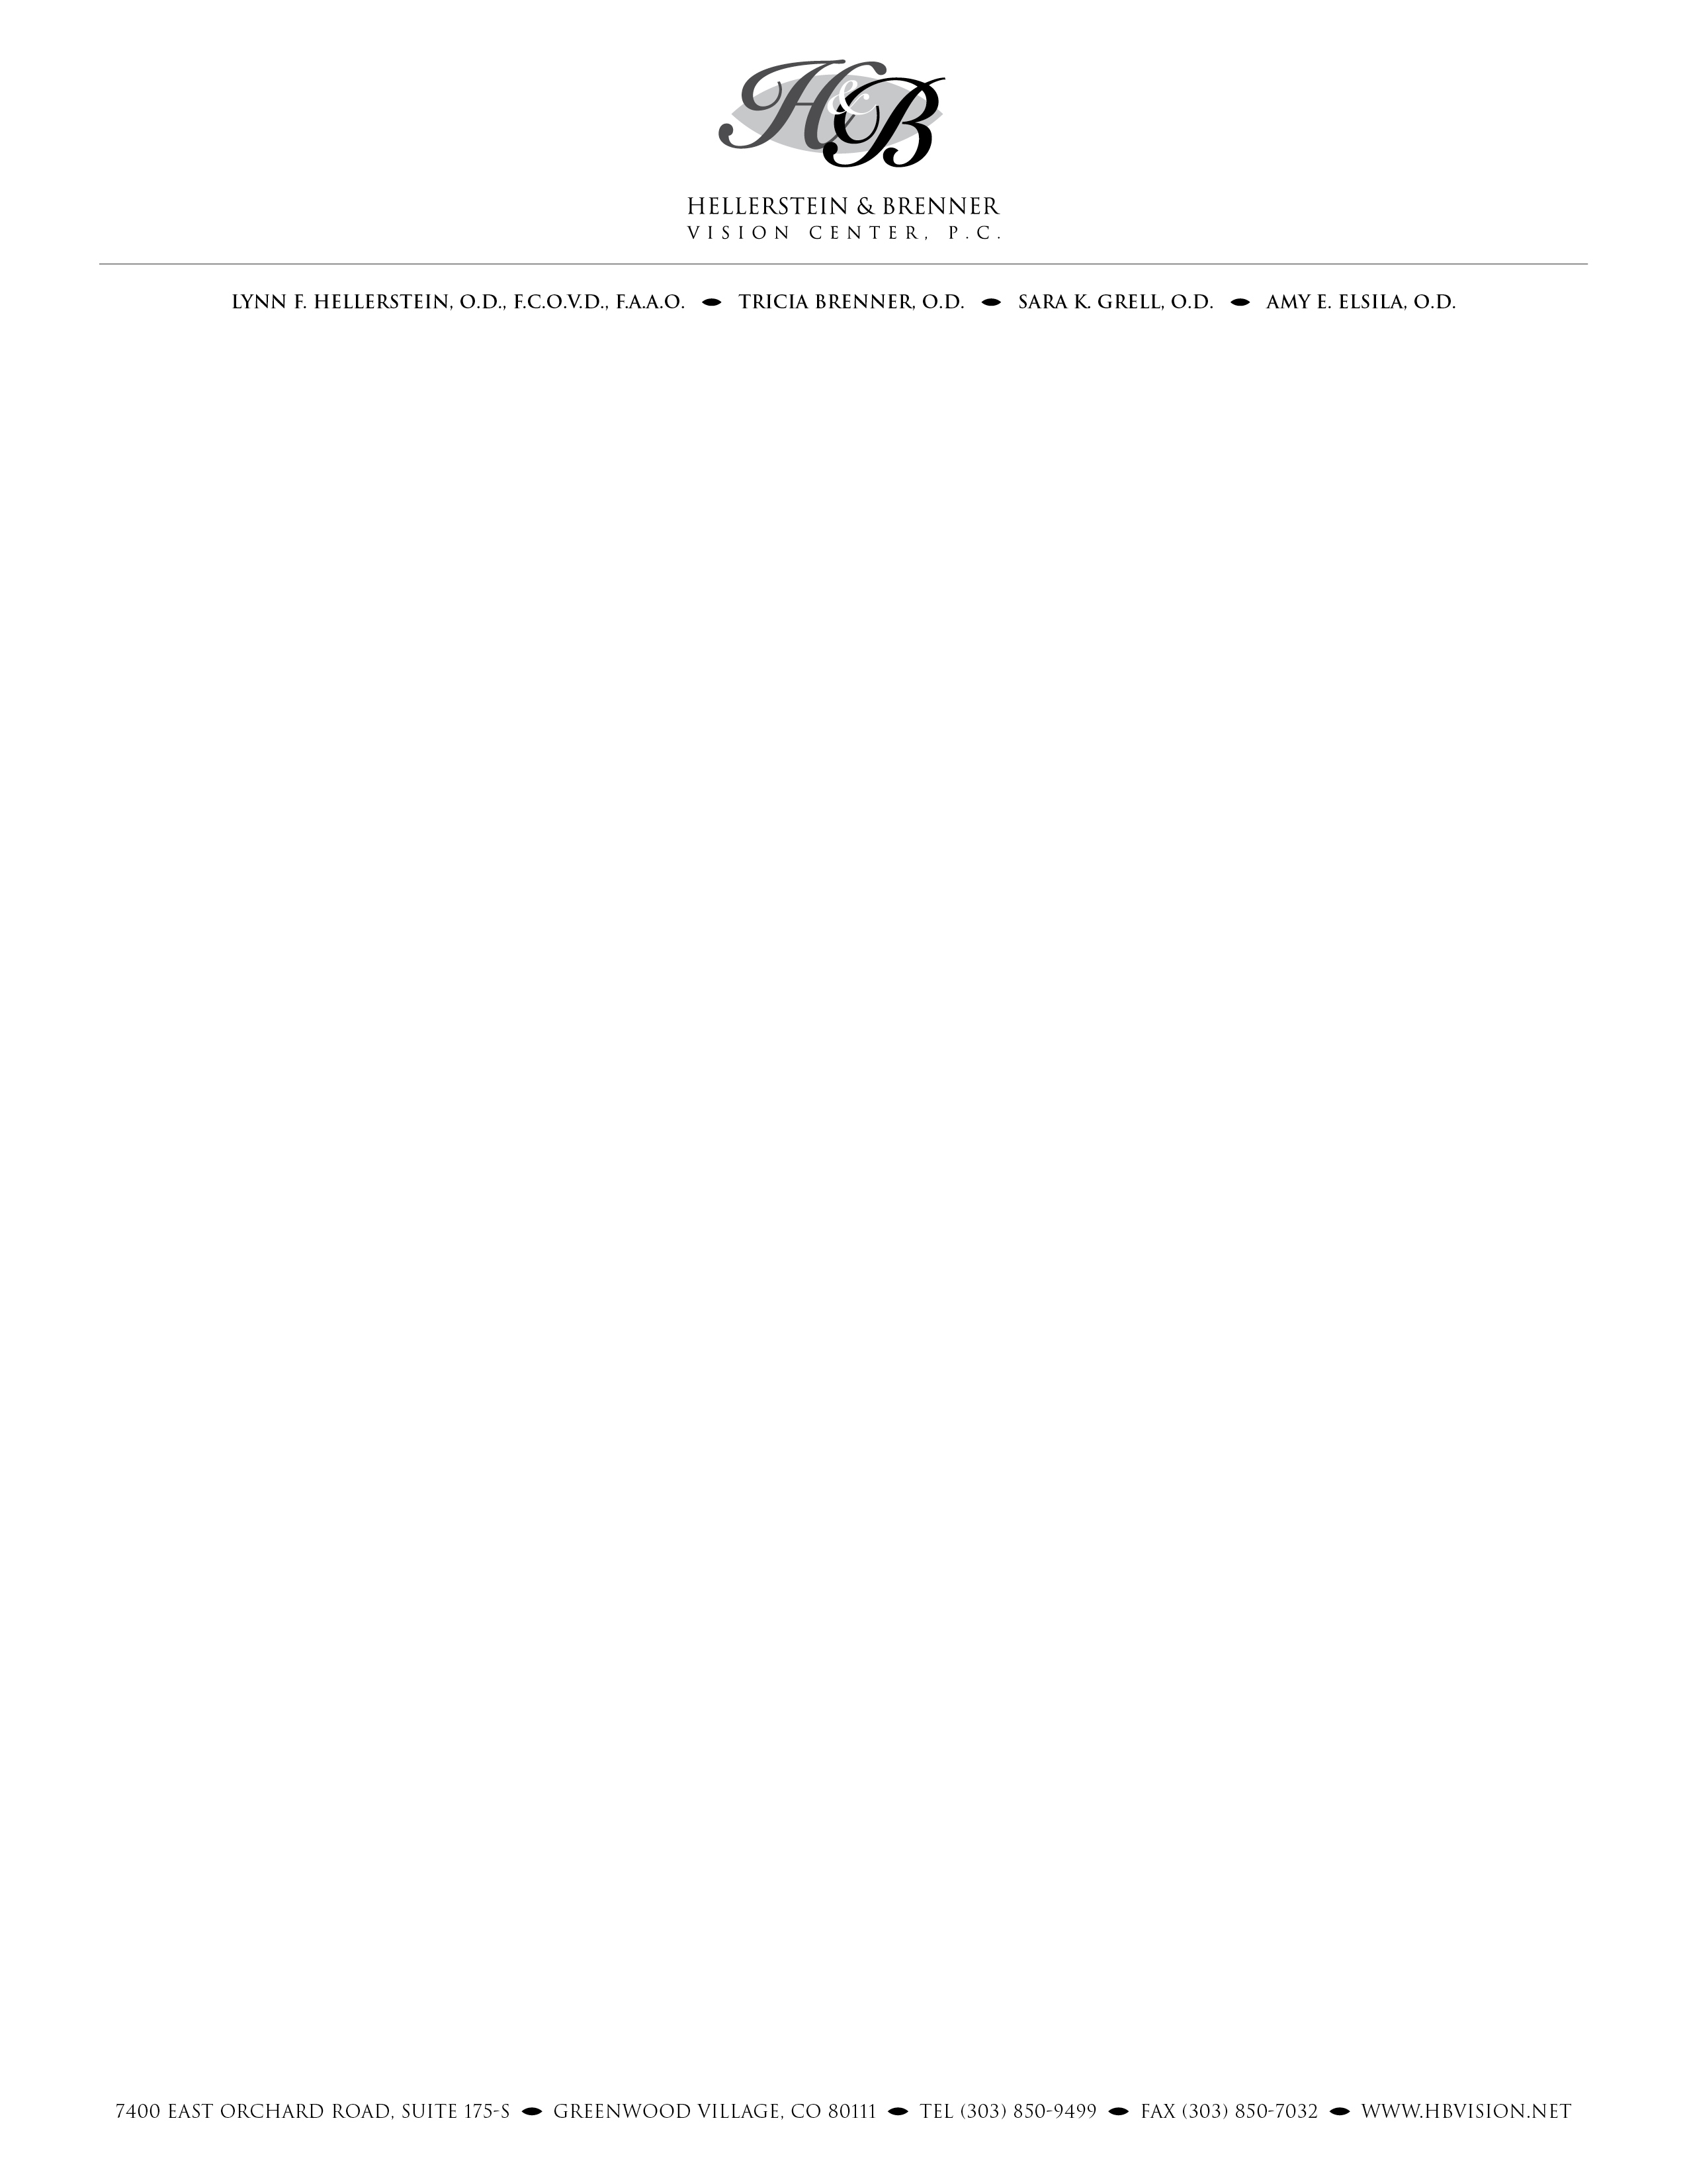 H&B
HELLERSTEIN & BRENNER
VISION CENTER, P.C.
LYNN F. HELLERSTEIN, O.D., F.C.O.V.D., F.A.A.O. TRICIA BRENNER, O.D. SARA K. GRELL, O.D. AMY E. ELSILA, O.D.
7400 EAST ORCHARD ROAD, SUITE 175-S GREENWOOD VILLAGE, CO 80111 TEL (303) 850-9499 FAX (303) 850-7032 WWW.HBVISION.NET